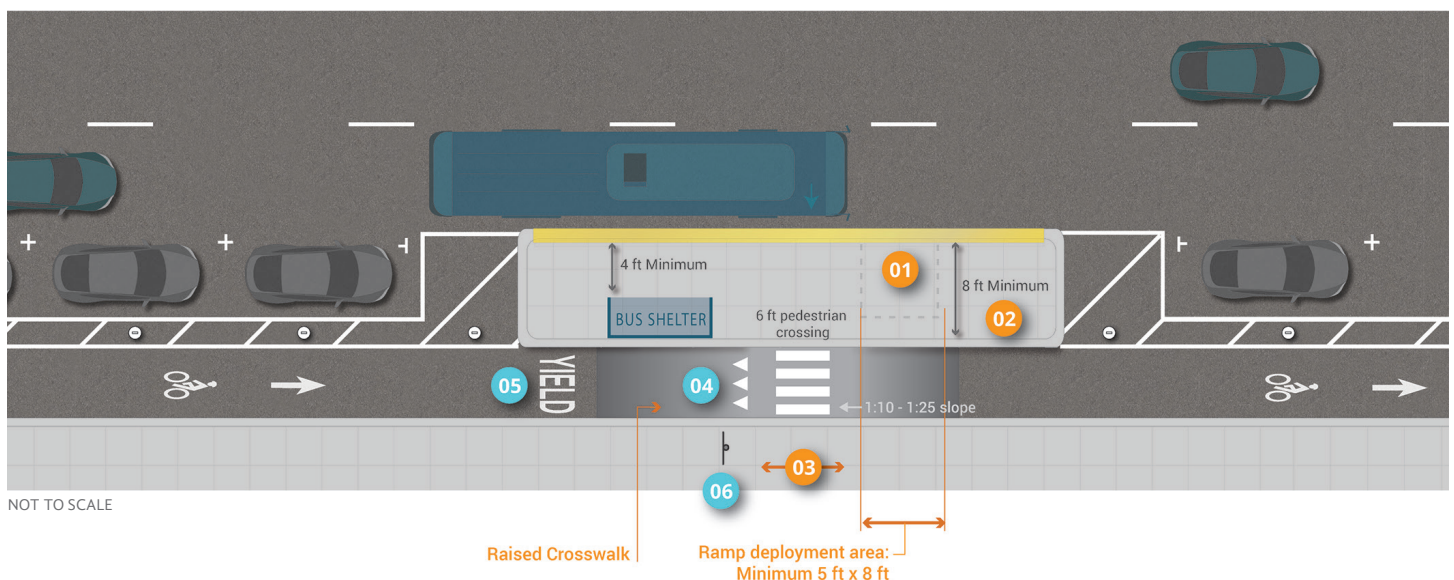 4 ft Minimum
01
8 ft Minimum
02
BUS SHELTER
6 ft pedestrian
crossing
05
YIELD
04
1:10 - 1:25 slope
03
06
NOT TO SCALE
Raised Crosswalk
Ramp deployment area:
Minimum 5 ft x 8 ft